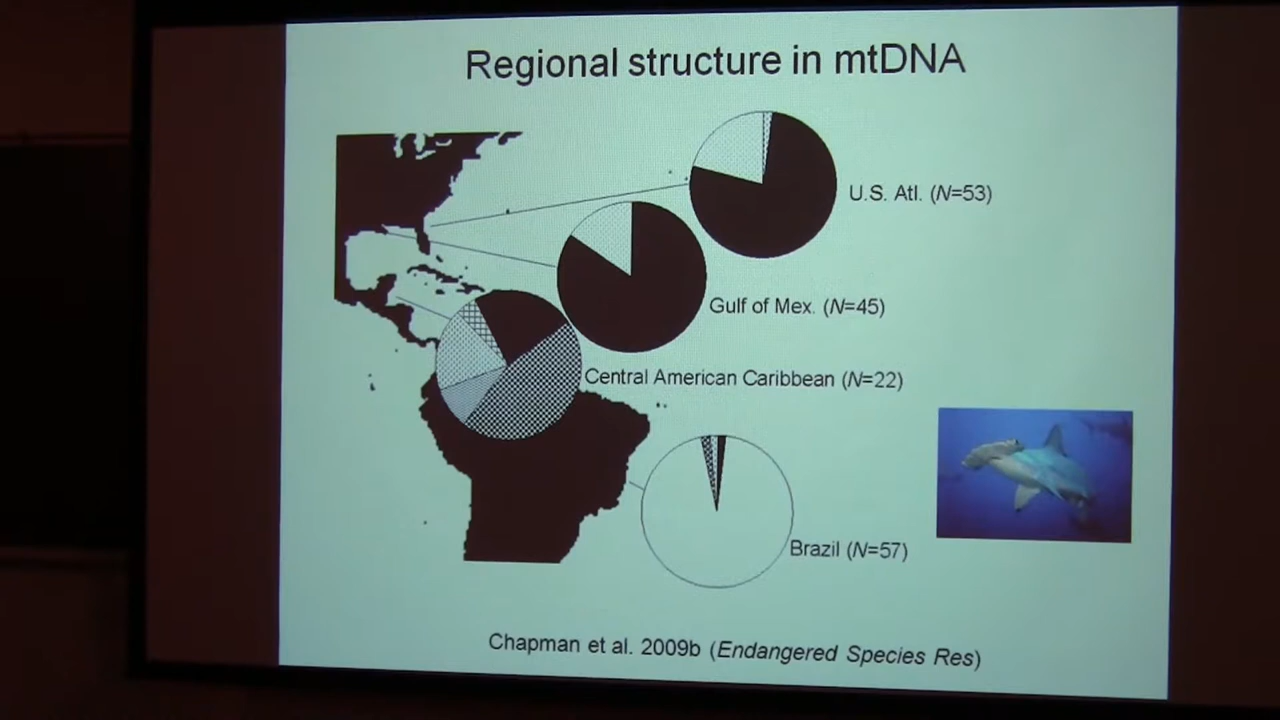 Regional structure in mtDNA
U.S. Atl. (N=53)
Gulf of Mex. (N=45)
Central American Caribbean (N=22)
Brazil (N=57)
Chapman et al. 2009b (Endangered Species Res)